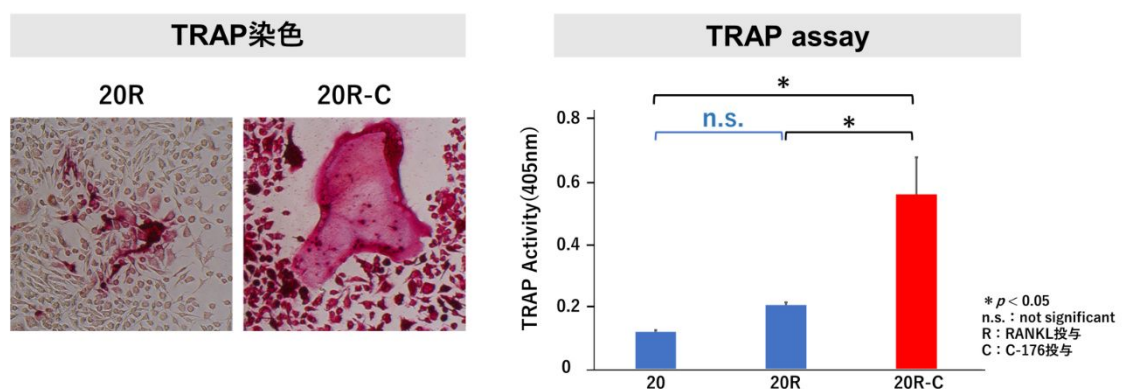 TRAP染色
20R
20R-C
TRAP assay
*
n.s.
*
TRAP Activity(405nm)
0.8
0.6
0.4
0.2
0
20
20R
20R-C
* p < 0.05
n.s.：not significant
R：RANKL投与
C：C-176投与